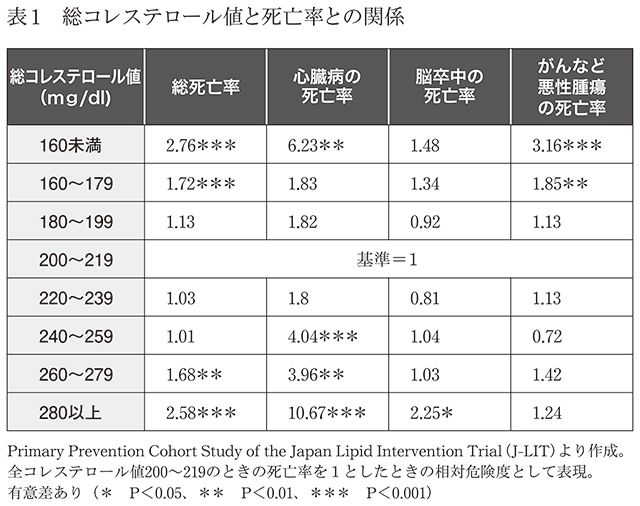 表1 総コレステロール値と死亡率との関係
総コレステロール値
(mg/dl)
総死亡率
心臓病の
死亡率
脳卒中の
死亡率
がんなど
悪性腫瘍
の死亡率
160未満 2.76*** 6.23** 1.48 3.16***
160〜179 1.72*** 1.83 1.34 1.85**
180〜199 1.13 1.82 0.92 1.13
200〜219 基準=1
220〜239 1.03 1.8 0.81 1.13
240〜259 1.01 4.04*** 1.04 0.72
260〜279 1.68** 3.96** 1.03 1.42
280以上 2.58*** 10.67*** 2.25* 1.24
Primary Prevention Cohort Study of the Japan Lipid Intervention Trial(J-LIT)より作成。
全コレステロール値200〜219のときの死亡率を1としたときの相対危険度として表現。
有意差あり(* P<0.05、** P<0.01、*** P<0.001)